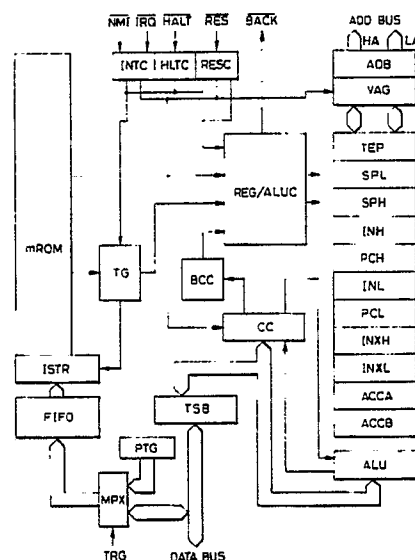 NMI IRQ HALT RES BACK ADD BUS
HA LA
INTC HLTC RESC
AOB
VAG
TEP
SPL
SPH
INH
PCH
INL
PCL
INXH
INXL
ACCA
ACCB
ALU
REG/ALUC
mROM
TG
BCC
CC
ISTR
FIFO
TSB
PTG
MPX
TRG DATA BUS